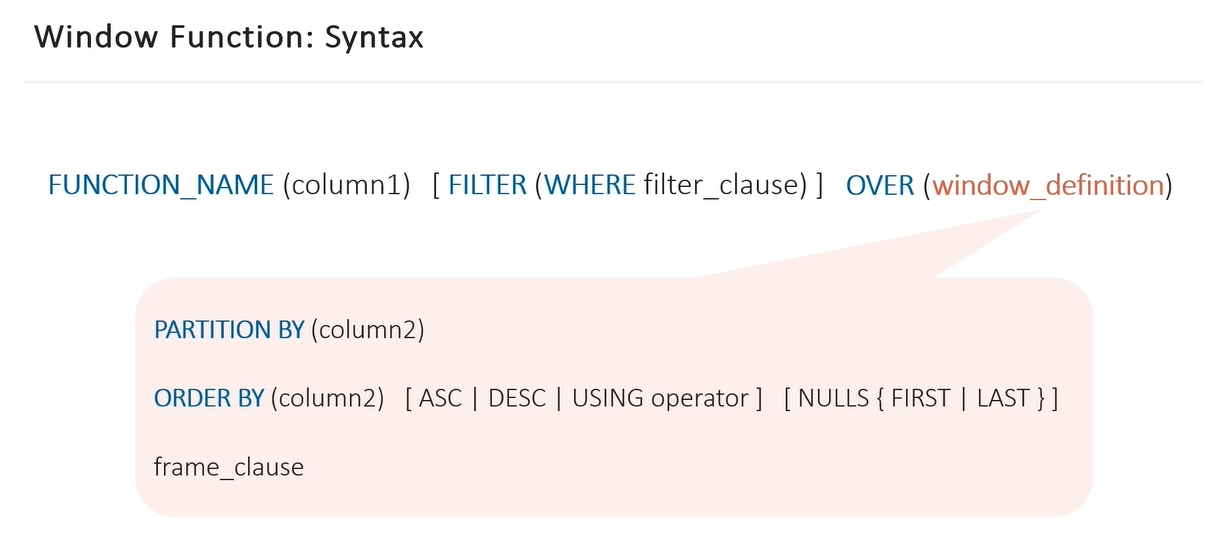 Window Function: Syntax
FUNCTION_NAME (column1) [ FILTER (WHERE filter_clause) ] OVER (window_definition)
PARTITION BY (column2)
ORDER BY (column2) [ ASC | DESC | USING operator ] [ NULLS { FIRST | LAST } ]
frame_clause